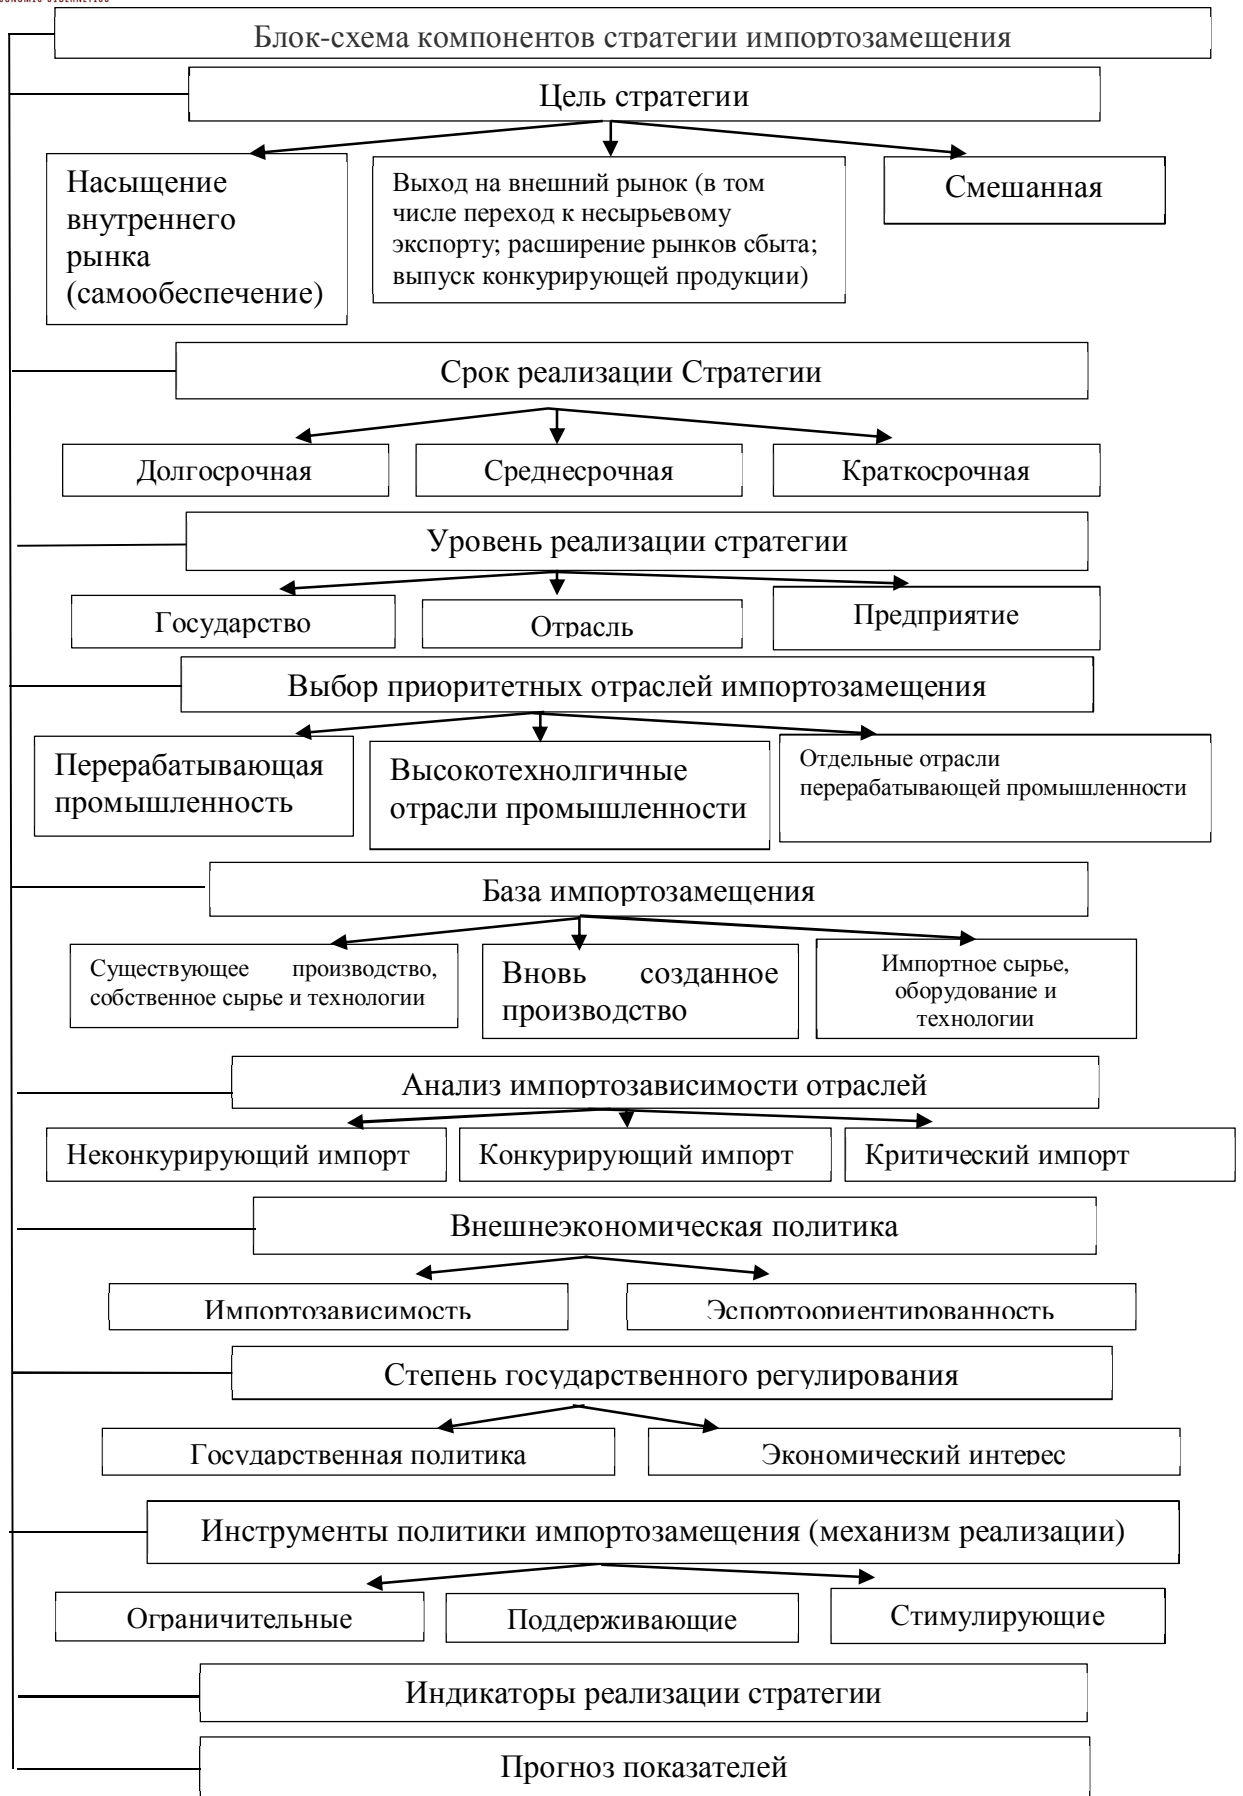 Блок-схема компонентов стратегии импортозамещения
Цель стратегии
Насыщение
внутреннего
рынка
(самообеспечение)
Выход на внешний рынок (в том
числе переход к несырьевому
экспорту; расширение рынков сбыта;
выпуск конкурирующей продукции)
Смешанная
Срок реализации Стратегии
Долгосрочная
Среднесрочная
Краткосрочная
Уровень реализации стратегии
Государство
Отрасль
Предприятие
Выбор приоритетных отраслей импортозамещения
Перерабатывающая
промышленность
Высокотехнолгичные
отрасли промышленности
Отдельные отрасли
перерабатывающей промышленности
База импортозамещения
Существующее производство,
собственное сырье и технологии
Вновь созданное
производство
Импортное сырье,
оборудование и
технологии
Анализ импортозависимости отраслей
Неконкурирующий импорт
Конкурирующий импорт
Критический импорт
Внешнеэкономическая политика
Импортозависимость
Эспортоориентированность
Степень государственного регулирования
Государственная политика
Экономический интерес
Инструменты политики импортозамещения (механизм реализации)
Ограничительные
Поддерживающие
Стимулирующие
Индикаторы реализации стратегии
Прогноз показателей